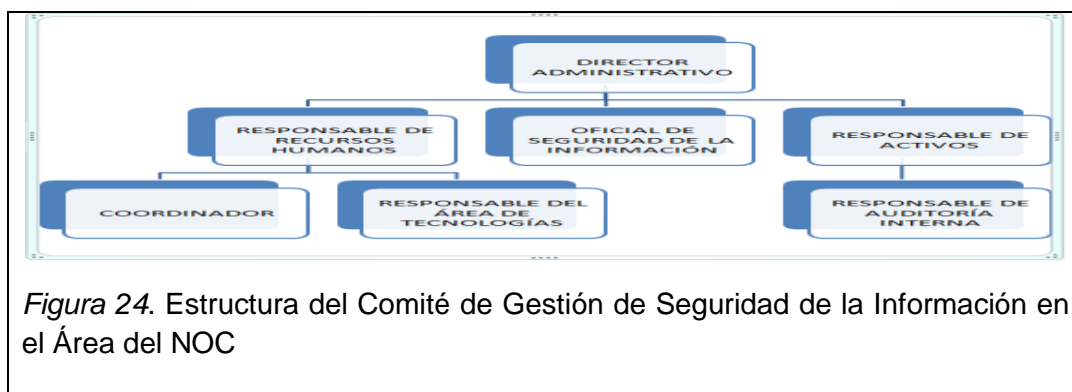 DIRECTOR
ADMINISTRATIVO
RESPONSABLE DE
RECURSOS
HUMANOS
OFICIAL DE
SEGURIDAD DE LA
INFORMACIÓN
RESPONSABLE DE
ACTIVOS
COORDINADOR
RESPONSABLE DEL
ÁREA DE
TECNOLOGÍAS
RESPONSABLE DE
AUDITORÍA
INTERNA
Figura 24. Estructura del Comité de Gestión de Seguridad de la Información en
el Área del NOC